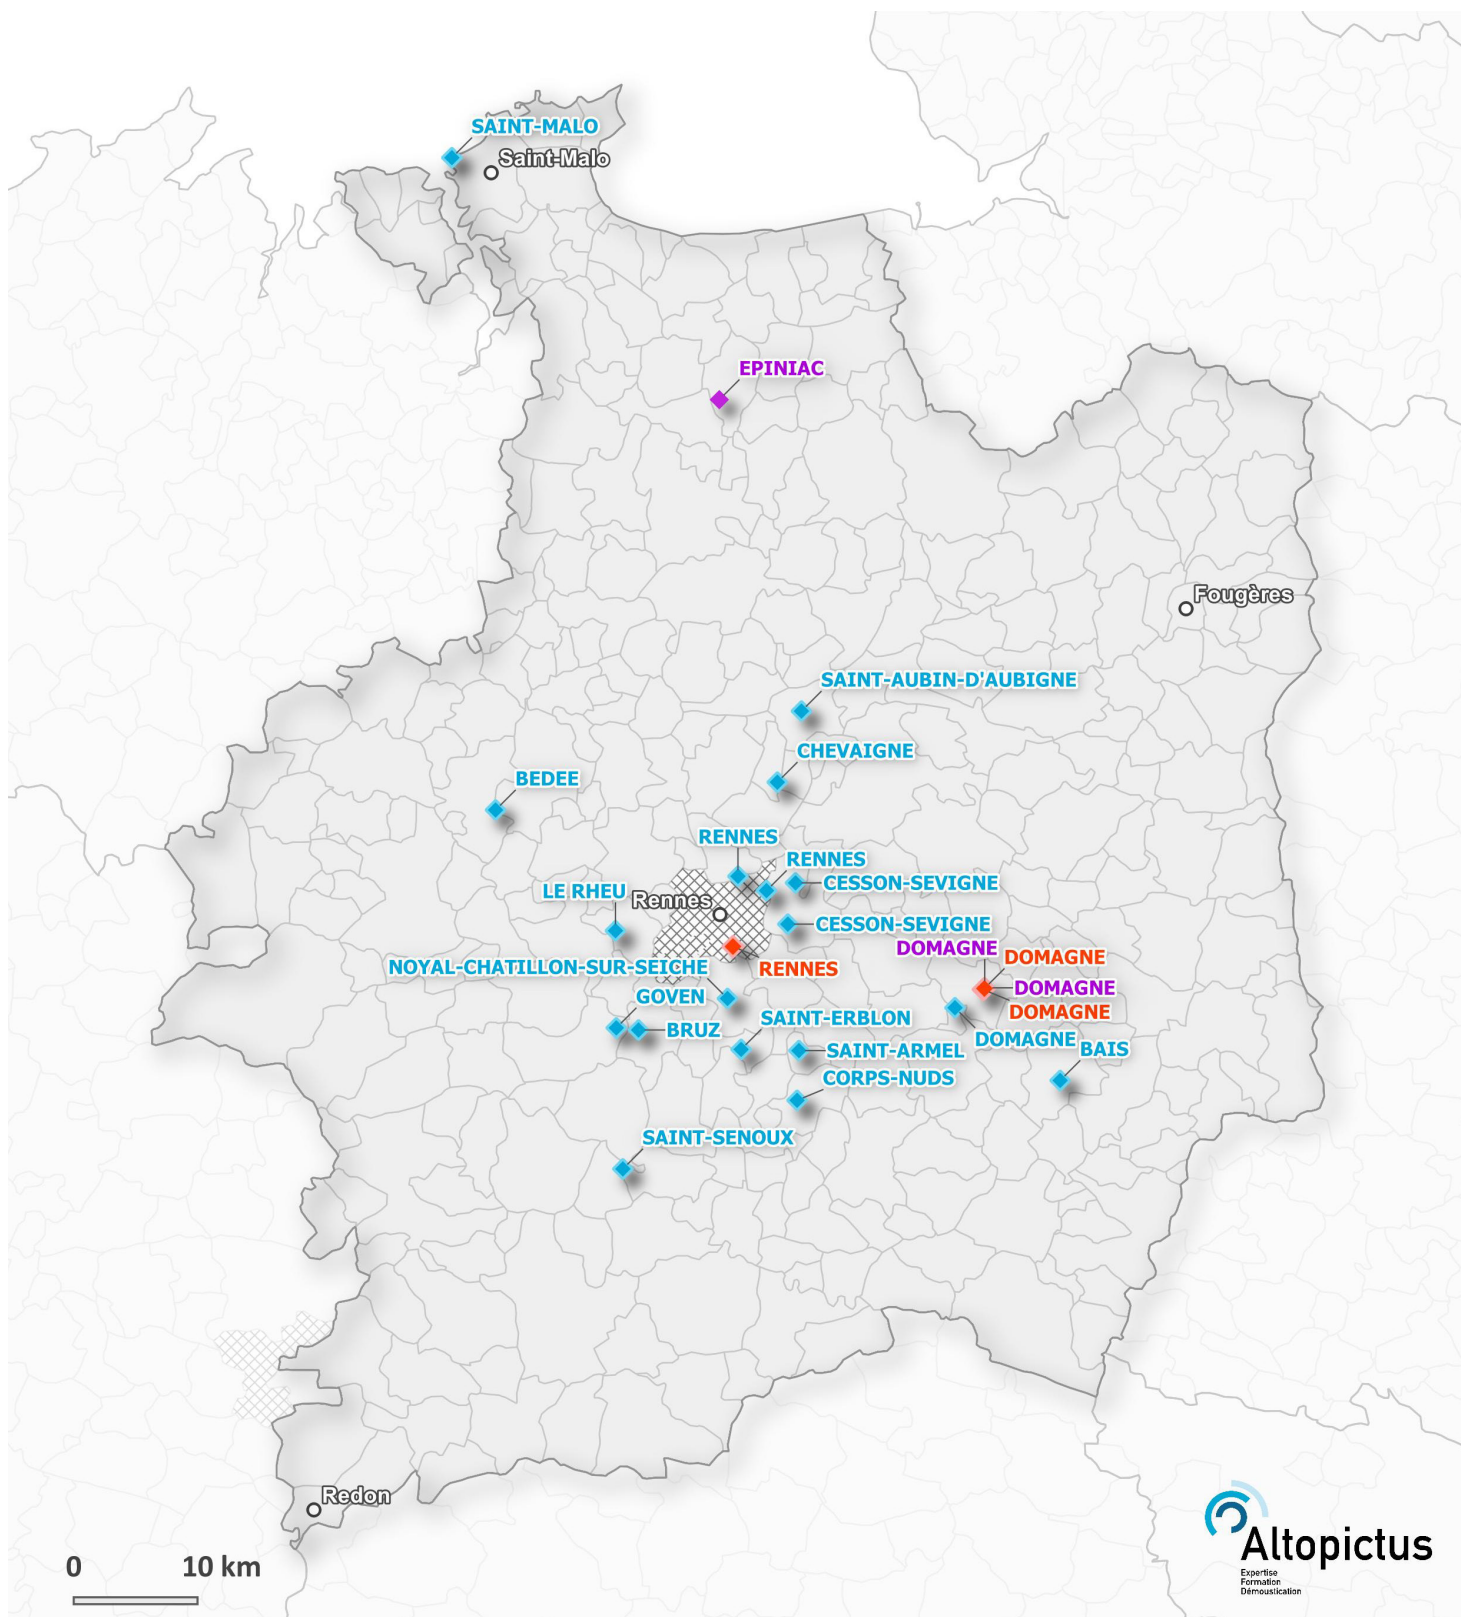 SAINT-MALO
Saint-Malo
EPINIAC
Fougères
SAINT-AUBIN-D'AUBIGNE
CHEVAIGNE
BEDEE
RENNES
RENNES
CESSON-SEVIGNE
LE RHEU
Rennes
CESSON-SEVIGNE
DOMAGNE
DOMAGNE
RENNES
NOYAL-CHATILLON-SUR-SEICHE
DOMAGNE
GOVEN
DOMAGNE
SAINT-ERBLON
BRUZ
DOMAGNE
BAIS
SAINT-ARMEL
CORPS-NUDS
SAINT-SENOUX
Redon
0 10 km
Altopictus
Expertise
Formation
Démoustication